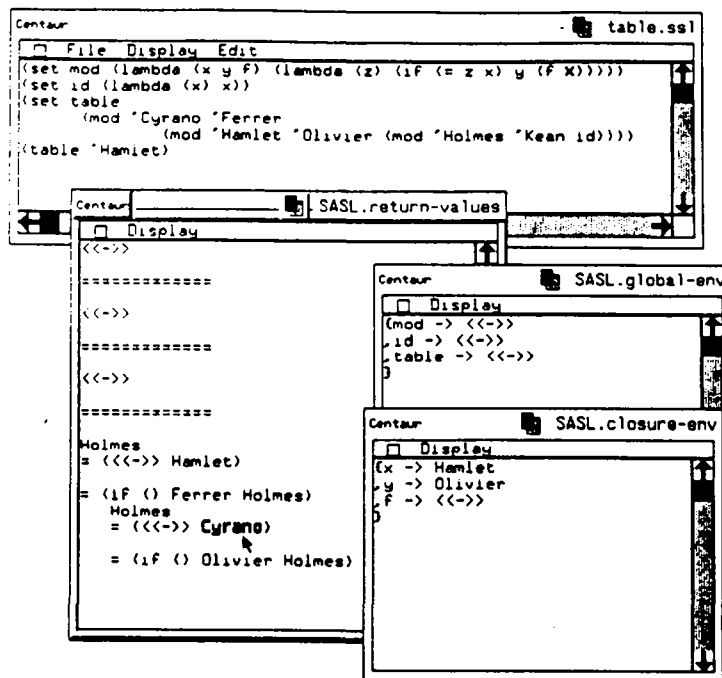 Centaur table.ssl
File Display Edit
(set mod (lambda (x y f) (lambda (z) (if (= z x) y (f X)))))
(set id (lambda (x) x))
(set table
(mod 'Cyrano 'Ferrer
(mod 'Hamlet 'Olivier (mod 'Holmes 'Kean id))))
(table 'Hamlet)
Centaur SASL.return-values
Display
<<->>
=============
<<->>
=============
<<->>
=============
Holmes
= (<<->> Hamlet)
= (if () Ferrer Holmes)
Holmes
= (<<->> Cyrano)
= (if () Olivier Holmes)
Centaur SASL.global-env
Display
{mod -> <<->>
,id -> <<->>
,table -> <<->>
}
Centaur SASL.closure-env
Display
{x -> Hamlet
,y -> Olivier
,f -> <<->>
}